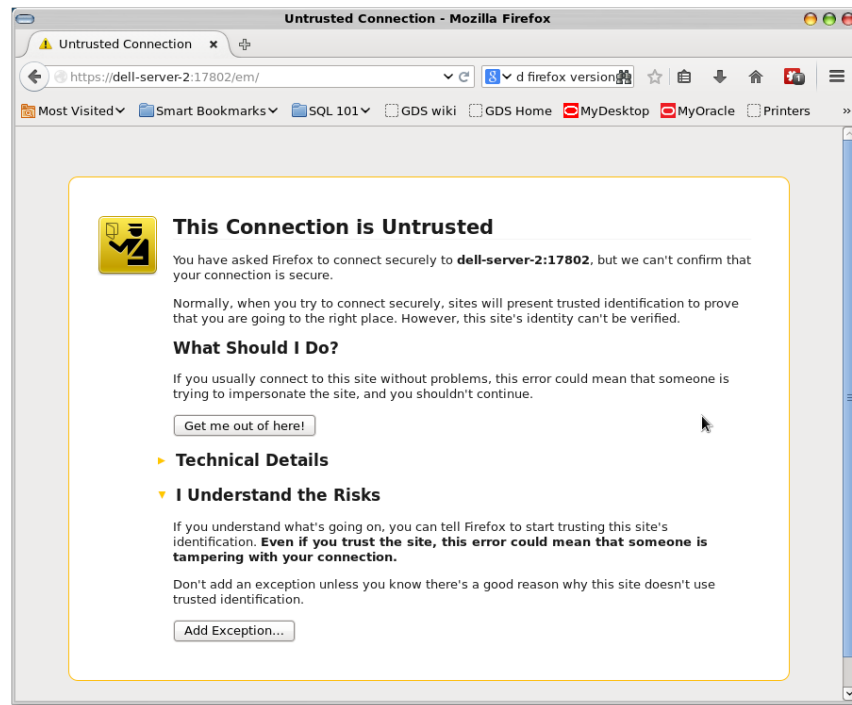 Untrusted Connection - Mozilla Firefox
Untrusted Connection
https://dell-server-2:17802/em/
8 d firefox version
Most Visited Smart Bookmarks SQL 101 GDS wiki GDS Home MyDesktop MyOracle Printers »
This Connection is Untrusted
You have asked Firefox to connect securely to dell-server-2:17802, but we can't confirm that
your connection is secure.
Normally, when you try to connect securely, sites will present trusted identification to prove
that you are going to the right place. However, this site's identity can't be verified.
What Should I Do?
If you usually connect to this site without problems, this error could mean that someone is
trying to impersonate the site, and you shouldn't continue.
Get me out of here!
Technical Details
I Understand the Risks
If you understand what's going on, you can tell Firefox to start trusting this site's
identification. Even if you trust the site, this error could mean that someone is
tampering with your connection.
Don't add an exception unless you know there's a good reason why this site doesn't use
trusted identification.
Add Exception...